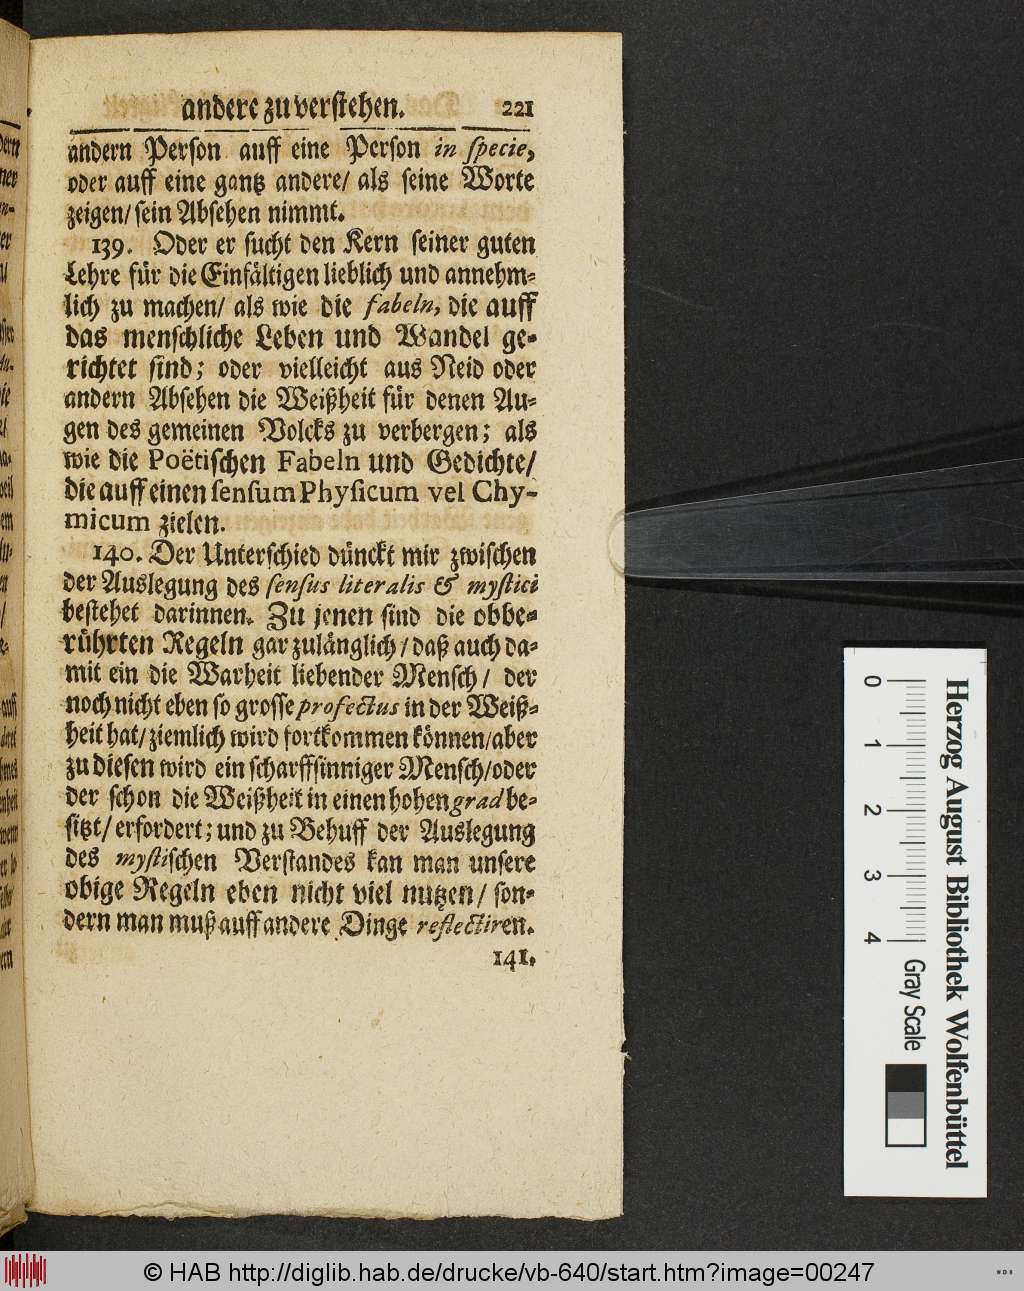 andere zu verstehen. 221
andern Person auff eine Person in specie,
oder auff eine gantz andere/ als seine Worte
zeigen/ sein Absehen nimmt.
139. Oder er sucht den Kern seiner guten
Lehre für die Einfältigen lieblich und annehm-
lich zu machen/ als wie die fabeln, die auff
das menschliche Leben und Wandel ge-
richtet sind; oder vielleicht aus Neid oder
andern Absehen die Weißheit für denen Au-
gen des gemeinen Volcks zu verbergen; als
wie die Poëtischen Fabeln und Gedichte/
die auff einen sensum Physicum vel Chy-
micum zielen.
140. Der Unterschied dünckt mir zwischen
der Auslegung des sensus literalis & mystici
bestehet darinnen. Zu jenen sind die obbe-
rührten Regeln gar zulänglich / daß auch da-
mit ein die Warheit liebender Mensch / der
noch nicht eben so grosse profectus in der Weiß-
heit hat/ ziemlich wird fortkommen können/aber
zu diesen wird ein scharffsinniger Mensch/oder
der schon die Weißheit in einen hohen grad be-
sitzt/ erfordert; und zu Behuff der Auslegung
des mystischen Verstandes kan man unsere
obige Regeln eben nicht viel nutzen/ son-
dern man muß auff andere Dinge reflectiren.
141.
Herzog August Bibliothek Wolfenbüttel
0 1 2 3 4 Gray Scale
© HAB http://diglib.hab.de/drucke/vb-640/start.htm?image=00247